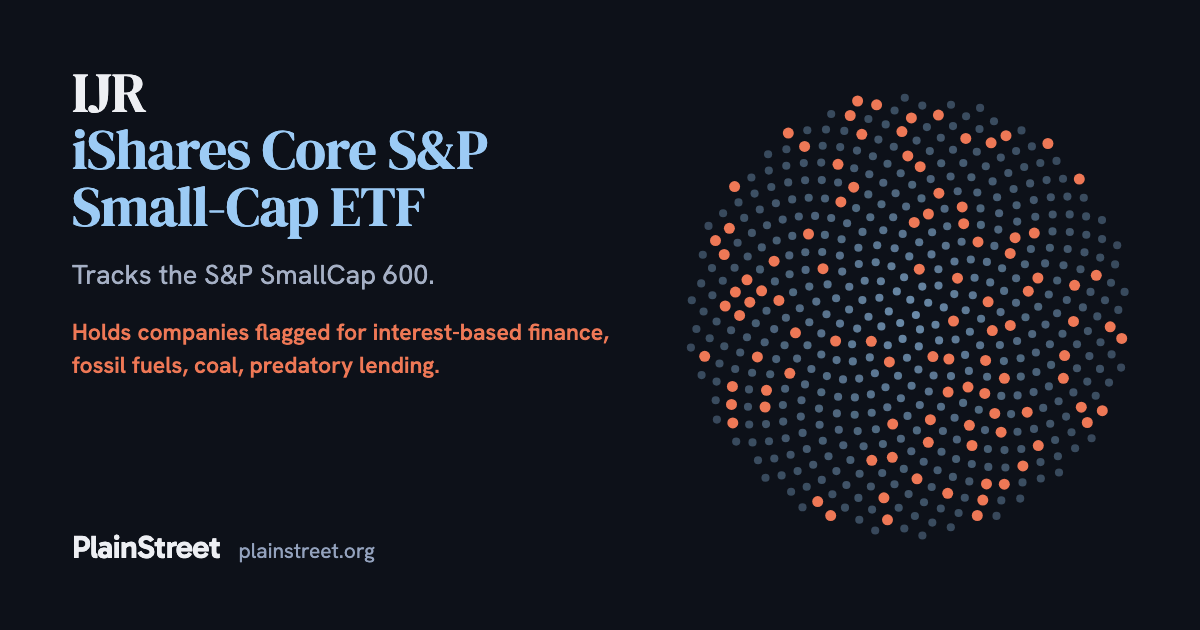 IJR
iShares Core S&P
Small-Cap ETF
Tracks the S&P SmallCap 600.
Holds companies flagged for interest-based finance,
fossil fuels, coal, predatory lending.
PlainStreet plainstreet.org